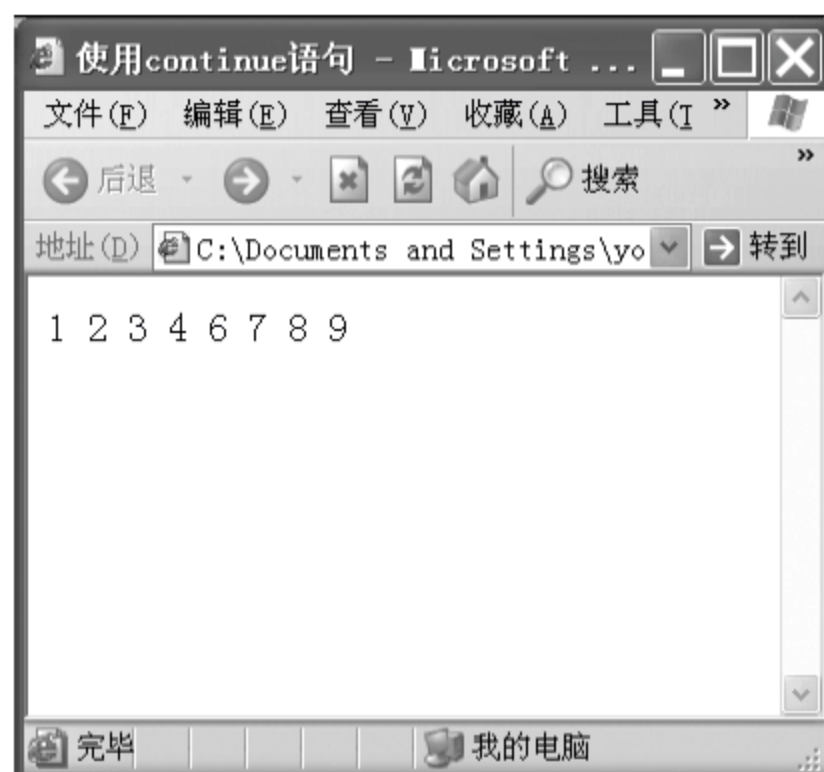 使用continue语句 - Microsoft ...
文件(F) 编辑(E) 查看(V) 收藏(A) 工具(T »
后退 搜索 »
地址(D) C:\Documents and Settings\yo 转到
1 2 3 4 6 7 8 9
完毕 我的电脑